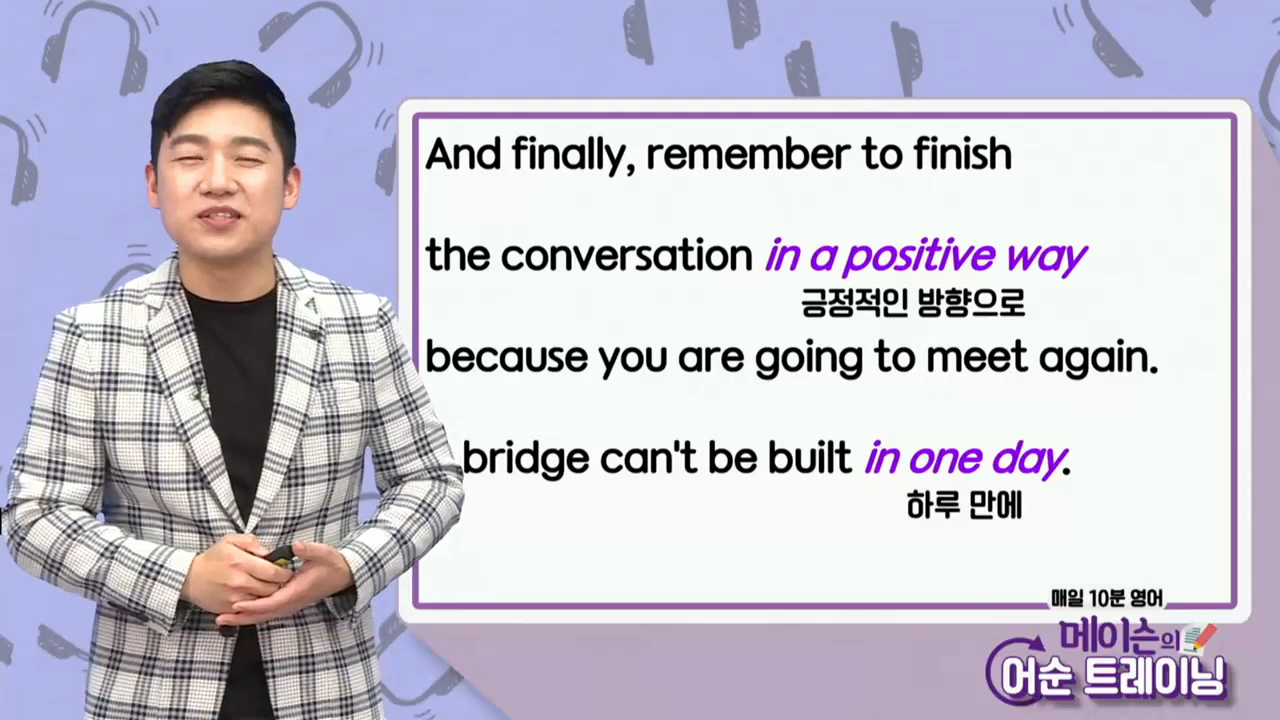 And finally, remember to finish
the conversation in a positive way
긍정적인 방향으로
because you are going to meet again.
bridge can't be built in one day.
하루 만에
매일 10분 영어
메이슨의
어순 트레이닝